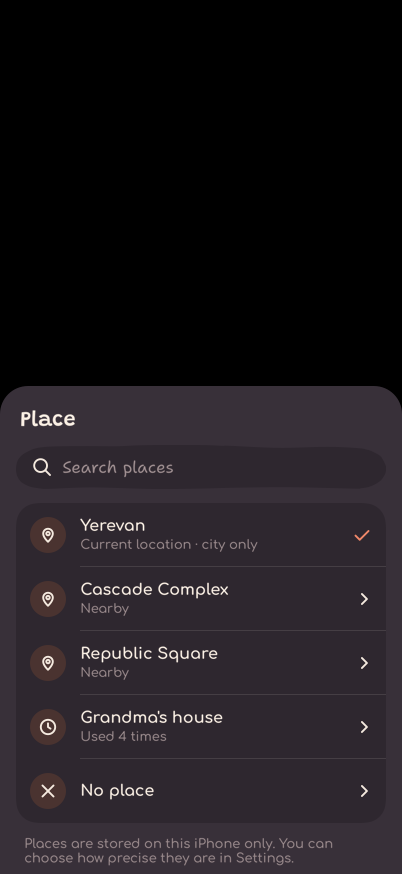 Place
Search places
Yerevan
Current location · city only
Cascade Complex
Nearby
Republic Square
Nearby
Grandma's house
Used 4 times
No place
Places are stored on this iPhone only. You can
choose how precise they are in Settings.